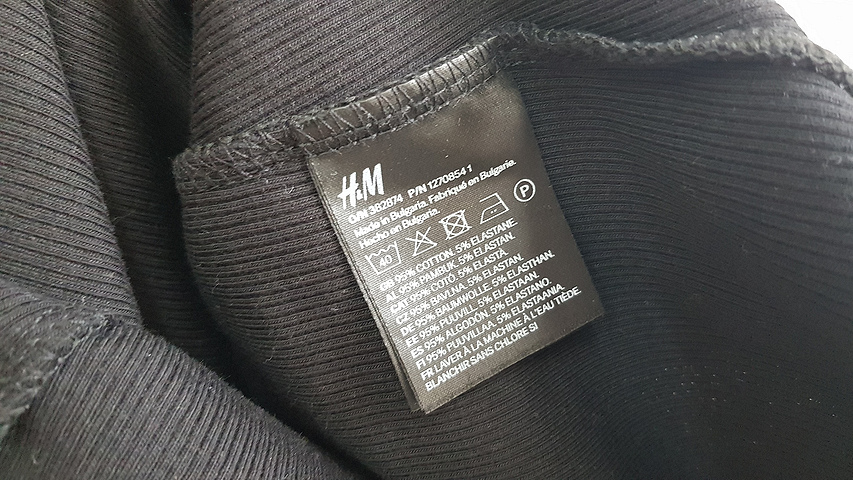 H&M
O/N 382874 P/N 1270854 1
Made in Bulgaria. Fabriqué en Bulgarie.
Hecho en Bulgaria.
40 P
GB 95% COTTON. 5% ELASTANE.
AL 95% PAMBUK. 5% ELASTAN.
CAT 95% COTÓ. 5% ELASTÀ.
CZ 95% BAVLNA. 5% ELASTAN.
DE 95% BAUMWOLLE. 5% ELASTHAN.
EE 95% PUUVILL. 5% ELASTAAN.
ES 95% ALGODÓN. 5% ELASTANO.
FI 95% PUUVILLAA. 5% ELASTAANIA.
FR LAVER À LA MACHINE À L'EAU TIÈDE.
BLANCHIR SANS CHLORE SI